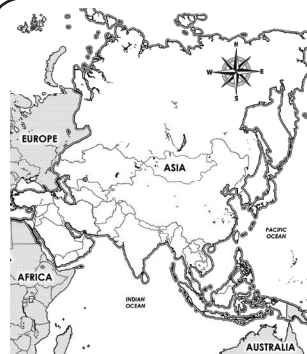 N
W E
S
EUROPE
ASIA
PACIFIC
OCEAN
AFRICA
INDIAN
OCEAN
AUSTRALIA